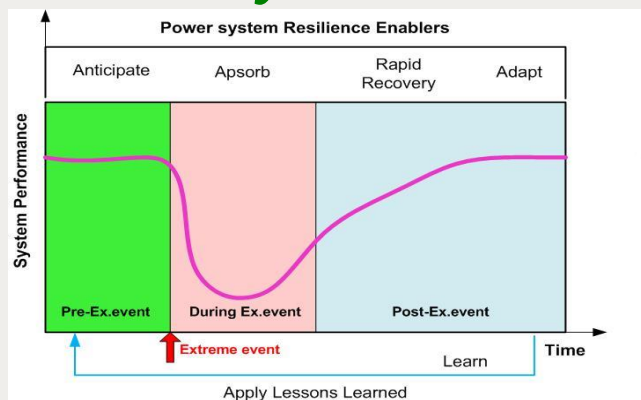 Power system Resilience Enablers
Anticipate
Apsorb
Rapid
Recovery
Adapt
System Performance
Pre-Ex.event
During Ex.event
Post-Ex.event
Extreme event
Learn
Time
Apply Lessons Learned